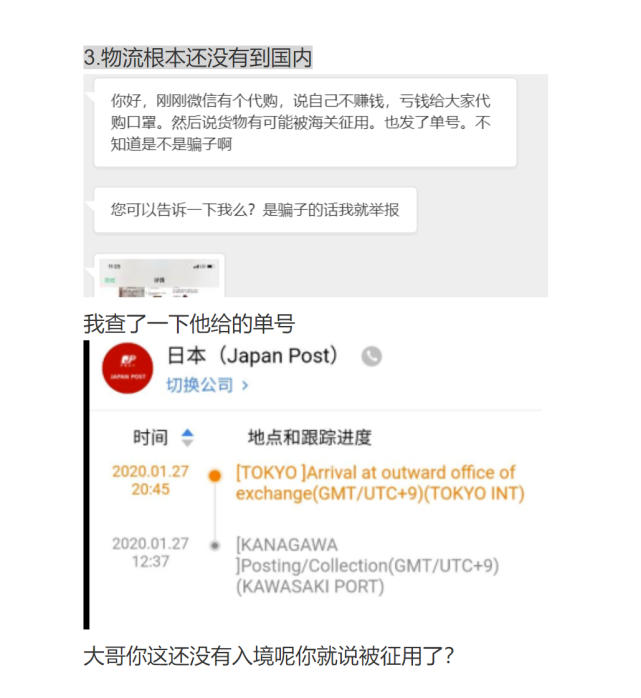 3.物流根本还没有到国内
你好，刚刚微信有个代购，说自己不赚钱，亏钱给大家代
购口罩。然后说货物有可能被海关征用。也发了单号。不
知道是不是骗子啊
您可以告诉一下我么？是骗子的话我就举报
我查了一下他给的单号
JAPAN POST
日本（Japan Post）
切换公司 >
时间 地点和跟踪进度
2020.01.27 [TOKYO ]Arrival at outward office of
20:45 exchange(GMT/UTC+9)(TOKYO INT)
2020.01.27 [KANAGAWA
12:37 ]Posting/Collection(GMT/UTC+9)
(KAWASAKI PORT)
大哥你这还没有入境呢你就说被征用了？